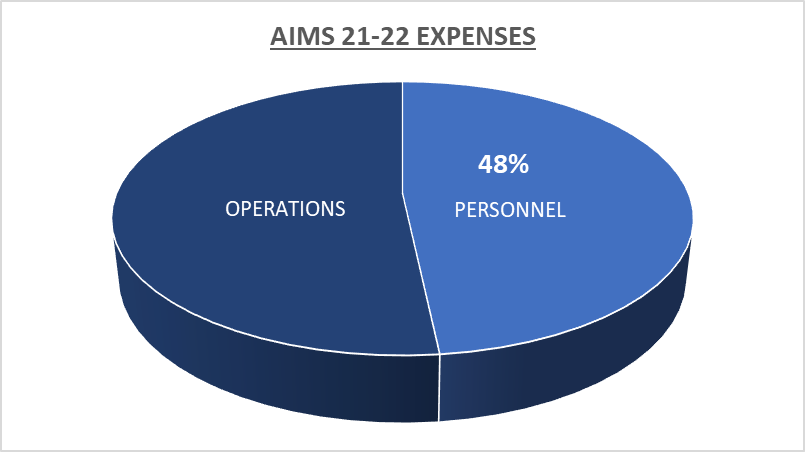 AIMS 21-22 EXPENSES
48%
OPERATIONS
PERSONNEL